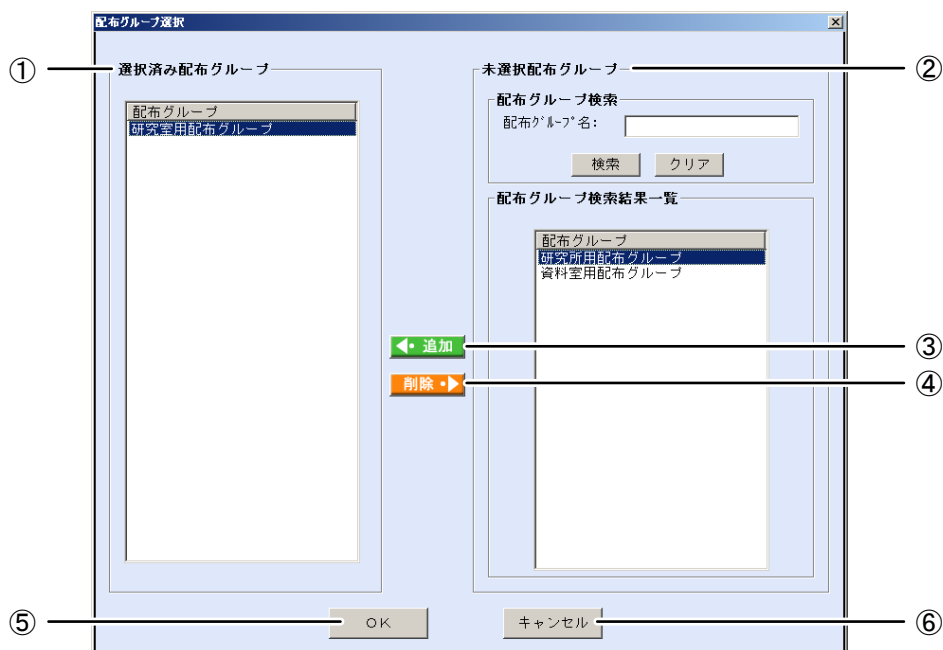 配布グループ選択
① 選択済み配布グループ
配布グループ
研究室用配布グループ
未選択配布グループ ②
配布グループ検索
配布ｸﾞﾙｰﾌﾟ名:
検索 クリア
配布グループ検索結果一覧
配布グループ
研究所用配布グループ
資料室用配布グループ
追加 ③
削除 ④
⑤ OK
キャンセル ⑥